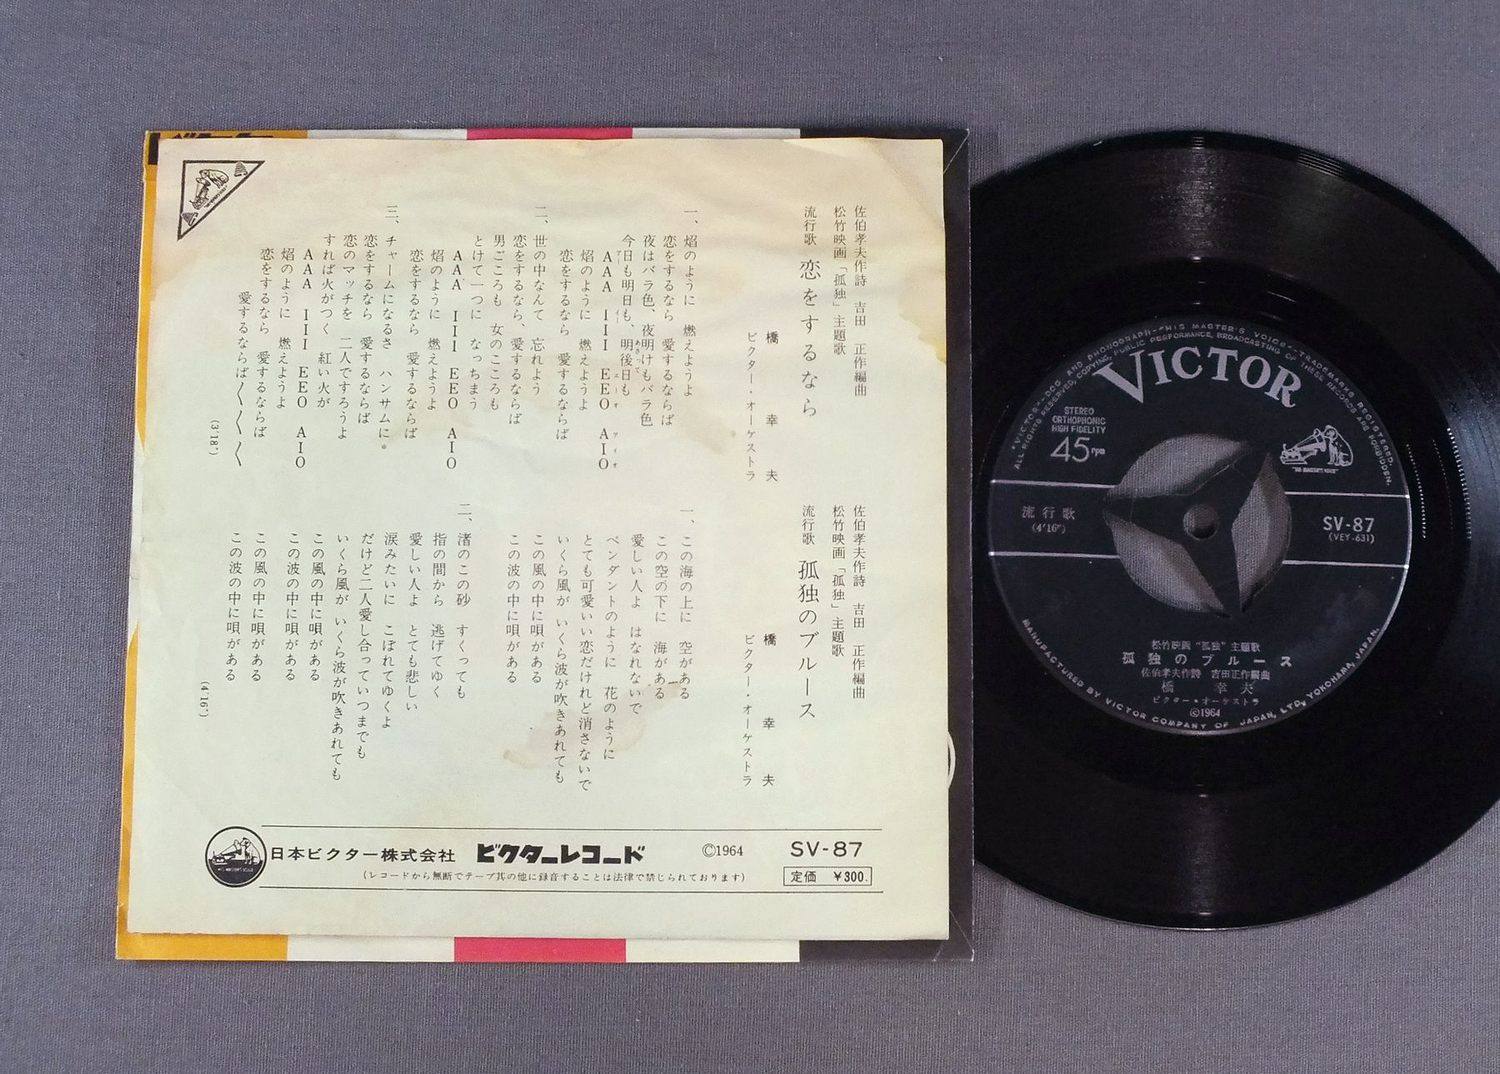 佐伯孝夫作詩 吉田 正作編曲
松竹映画「孤独」主題歌
流行歌 恋をするなら
橋 幸夫
ビクター・オーケストラ
一、焔のように 燃えようよ
恋をするなら 愛するならば
夜はバラ色、夜明けもバラ色
今日も明日も、明後日も
AAA III EEO AIO
焔のように 燃えようよ
恋をするなら 愛するならば
二、世の中なんて 忘れよう
恋をするなら、愛するならば
男ごころも 女のこころも
とけて一つに なっちまう
AAA III EEO AIO
焔のように 燃えようよ
恋をするなら 愛するならば
三、チャームになるさ ハンサムに。
恋をするなら 愛するならば
恋のマッチを 二人ですろうよ
すれば火がつく 紅い火が
AAA III EEO AIO
焔のように 燃えようよ
恋をするなら 愛するならば
愛するならば〱〱〱
(3'18")
佐伯孝夫作詩 吉田 正作編曲
松竹映画「孤独」主題歌
流行歌 孤独のブルース
橋 幸夫
ビクター・オーケストラ
一、この海の上に 空がある
この空の下に 海がある
愛しい人よ はなれないで
ペンダントのように 花のように
とても可愛いい恋だけれど消さないで
いくら風が いくら波が吹きあれても
この風の中に唄がある
この波の中に唄がある
二、渚のこの砂 すくっても
指の間から 逃げてゆく
愛しい人よ とても悲しい
涙みたいに こぼれてゆくよ
だけど二人愛し合っていつまでも
いくら風が いくら波が吹きあれても
この風の中に唄がある
この波の中に唄がある
この風の中に唄がある
この波の中に唄がある
(4'16")
日本ビクター株式会社 ビクターレコード ©1964 SV-87
(レコードから無断でテープ其の他に録音することは法律で禁じられております) 定価 ¥300.
"HIS MASTER'S VOICE"
VICTOR
STEREO
ORTHOPHONIC
HIGH FIDELITY
45 rpm
"HIS MASTER'S VOICE"
流行歌
(4'16")
SV-87
(VEY-631)
松竹映画"孤独"主題歌
孤独のブルース
佐伯孝夫作詩 吉田正作編曲
橋 幸夫
ビクター・オーケストラ
©1964
MANUFACTURED BY VICTOR COMPANY OF JAPAN, LTD, YOKOHAMA, JAPAN.